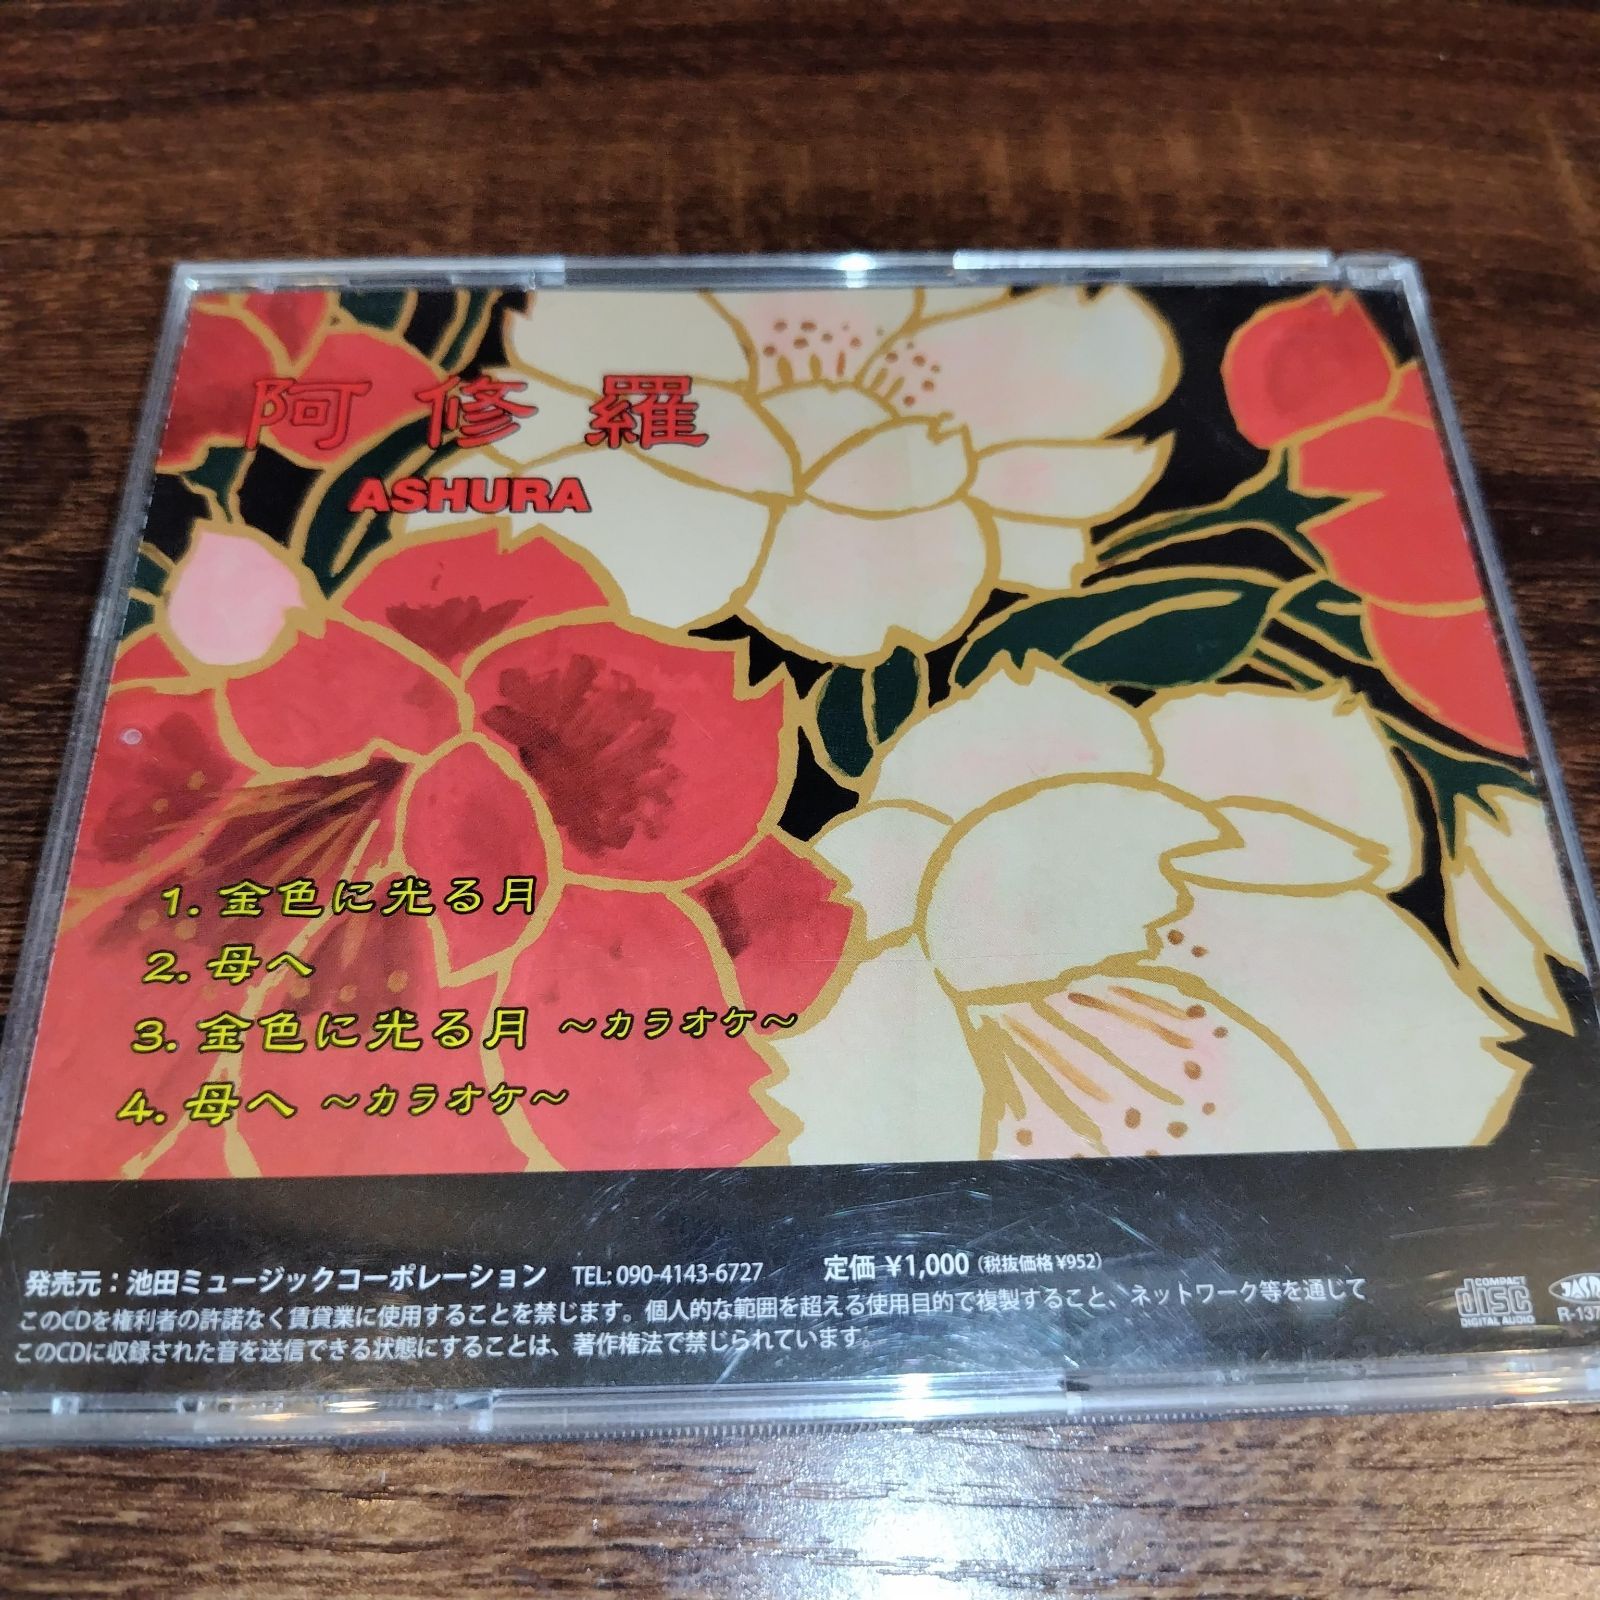 阿修羅
ASHURA
1. 金色に光る月
2. 母へ
3. 金色に光る月 ～カラオケ～
4. 母へ ～カラオケ～
発売元：池田ミュージックコーポレーション TEL: 090-4143-6727 定価 ¥1,000 (税抜価格 ¥952)
このCDを権利者の許諾なく賃貸業に使用することを禁じます。個人的な範囲を超える使用目的で複製すること、ネットワーク等を通じて
このCDに収録された音を送信できる状態にすることは、著作権法で禁じられています。
COMPACT
disc
DIGITAL AUDIO